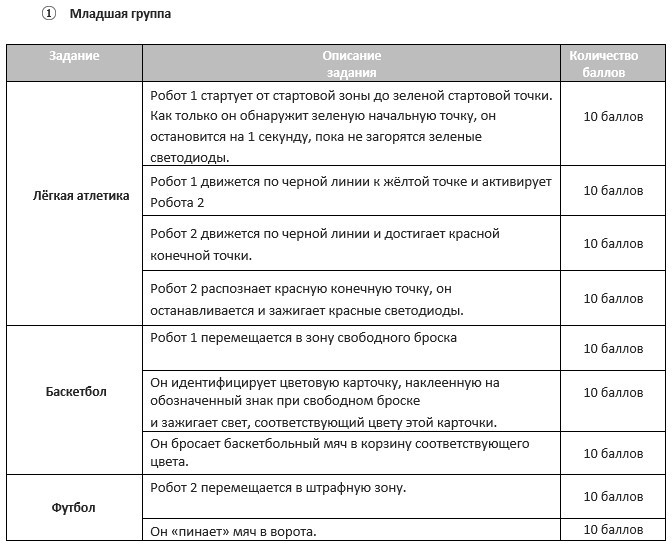 ① Младшая группа
Задание
Описание
задания
Количество
баллов
Лёгкая атлетика
Робот 1 стартует от стартовой зоны до зеленой стартовой точки.
Как только он обнаружит зеленую начальную точку, он
остановится на 1 секунду, пока не загорятся зеленые
светодиоды.
10 баллов
Робот 1 движется по черной линии к жёлтой точке и активирует
Робота 2
10 баллов
Робот 2 движется по черной линии и достигает красной
конечной точки.
10 баллов
Робот 2 распознает красную конечную точку, он
останавливается и зажигает красные светодиоды.
10 баллов
Баскетбол
Робот 1 перемещается в зону свободного броска
10 баллов
Он идентифицирует цветовую карточку, наклеенную на
обозначенный знак при свободном броске
и зажигает свет, соответствующий цвету этой карточки.
10 баллов
Он бросает баскетбольный мяч в корзину соответствующего
цвета.
10 баллов
Футбол
Робот 2 перемещается в штрафную зону.
10 баллов
Он «пинает» мяч в ворота.
10 баллов